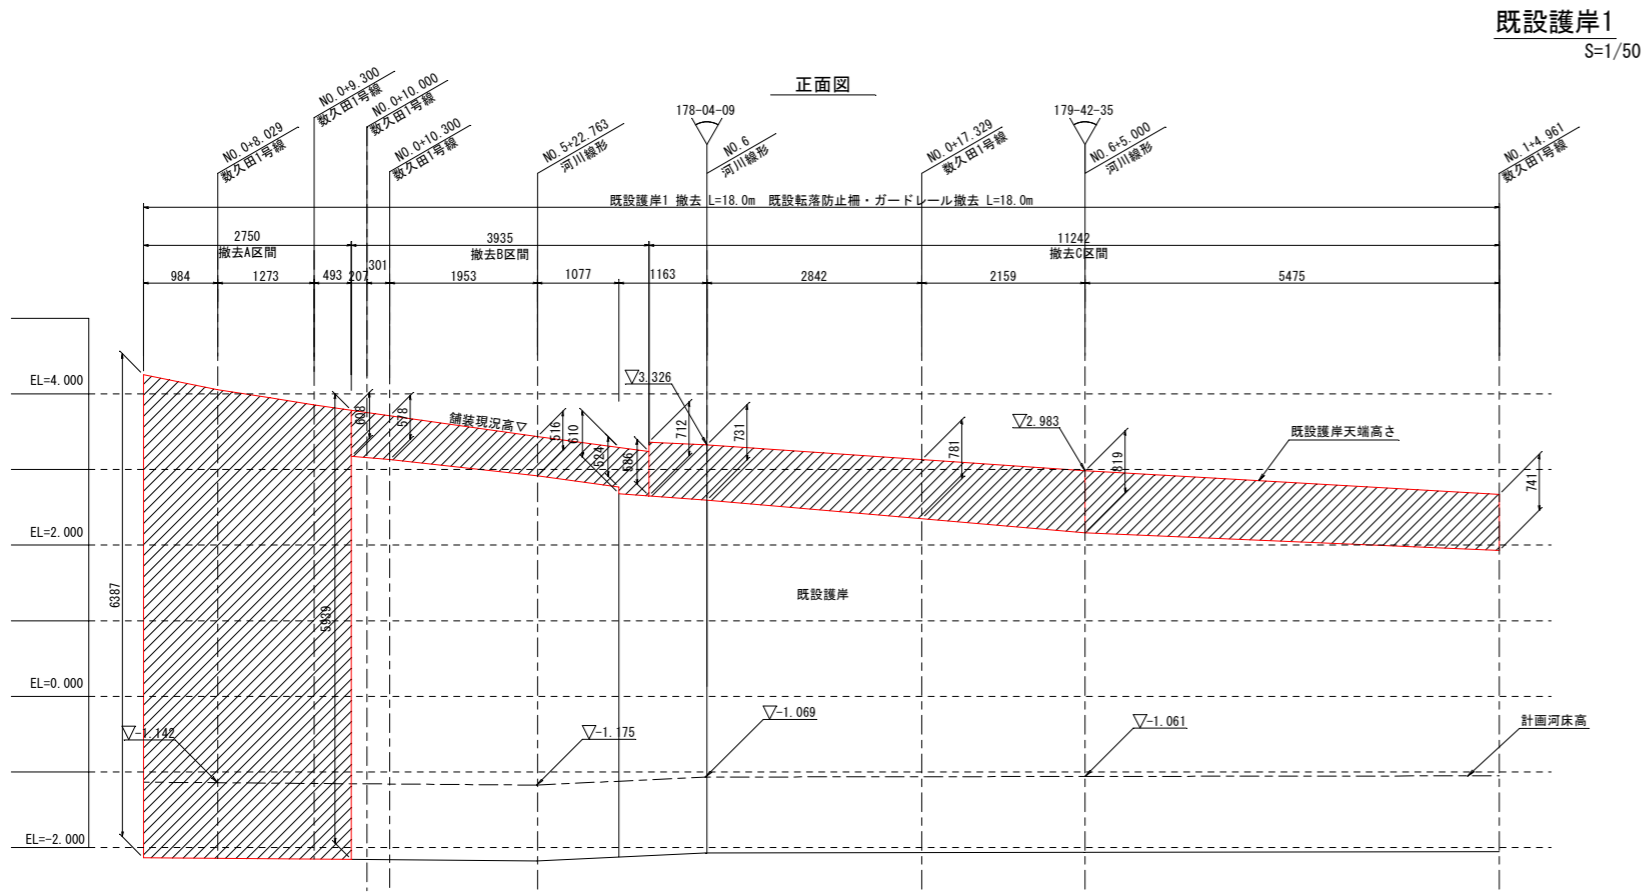 既設護岸1
S=1/50
正面図
NO.0+8.029
数久田1号線
NO.0+9.300
数久田1号線
NO.0+10.000
数久田1号線
NO.0+10.300
数久田1号線
NO.5+22.763
河川線形
178-04-09
NO.6
河川線形
NO.0+17.329
数久田1号線
179-42-35
NO.6+5.000
河川線形
NO.1+4.961
数久田1号線
既設護岸1 撤去 L=18.0m 既設転落防止柵・ガードレール撤去 L=18.0m
2750
撤去A区間
3935
撤去B区間
11242
撤去C区間
984
1273
493
207
301
1953
1077
1163
2842
2159
5475
EL=4.000
EL=2.000
EL=0.000
EL=-2.000
6387
5939
608
578
舗装現況高▽
516
610
524
586
▽3.326
712
731
781
▽2.983
819
既設護岸天端高さ
741
既設護岸
▽-1.142
▽-1.175
▽-1.069
▽-1.061
計画河床高